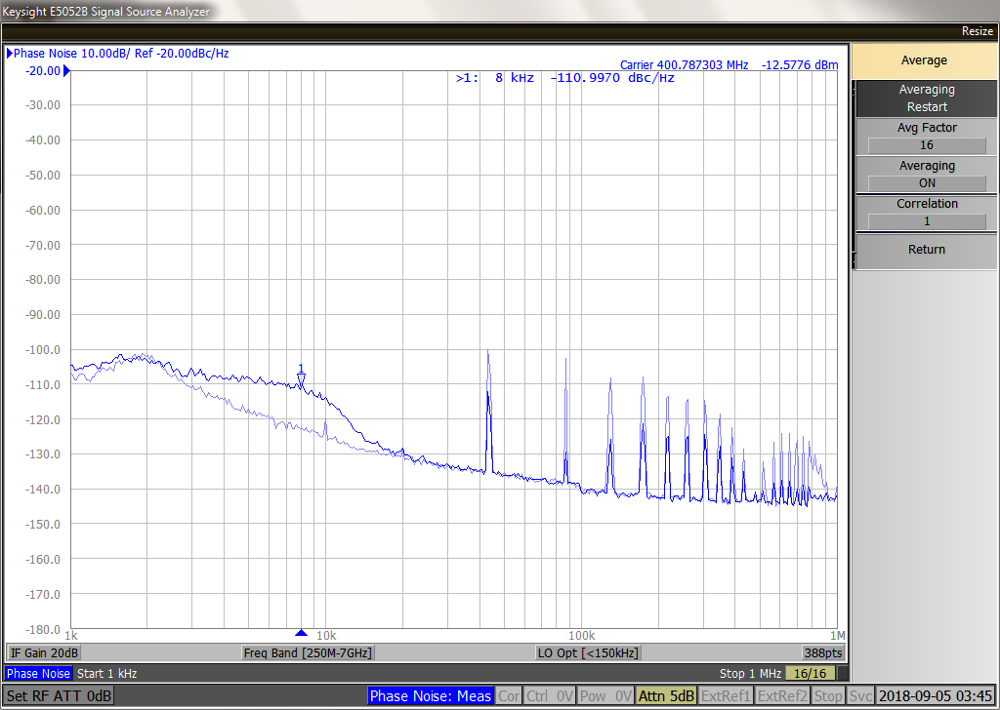 Keysight E5052B Signal Source Analyzer
Resize
Phase Noise 10.00dB/ Ref -20.00dBc/Hz
Carrier 400.787303 MHz -12.5776 dBm
>1: 8 kHz -110.9970 dBc/Hz
-20.00
-30.00
-40.00
-50.00
-60.00
-70.00
-80.00
-90.00
-100.0
-110.0
-120.0
-130.0
-140.0
-150.0
-160.0
-170.0
-180.0
1
1k 10k 100k 1M
Average
Averaging
Restart
Avg Factor
16
Averaging
ON
Correlation
1
Return
IF Gain 20dB Freq Band [250M-7GHz] LO Opt [<150kHz] 388pts
Phase Noise Start 1 kHz Stop 1 MHz 16/16
Set RF ATT 0dB Phase Noise: Meas Cor Ctrl 0V Pow 0V Attn 5dB ExtRef1 ExtRef2 Stop Svc 2018-09-05 03:45